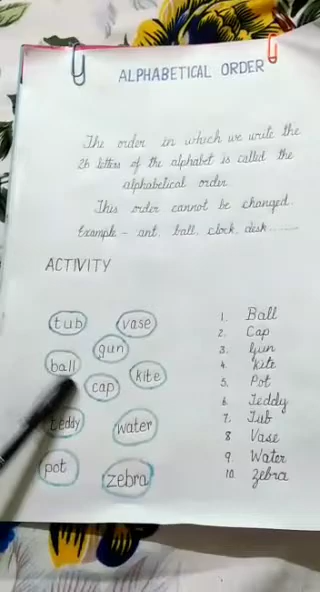 ALPHABETICAL ORDER
The order in which we write the
26 letters of the alphabet is called the
alphabetical order
This order cannot be changed.
Example - ant, ball, clock, desk.......
ACTIVITY
tub
vase
gun
ball
kite
cap
teddy
water
pot
zebra
1. Ball
2. Cap
3. Gun
4. Kite
5. Pot
6. Teddy
7. Tub
8 Vase
9. Water
10. Zebra